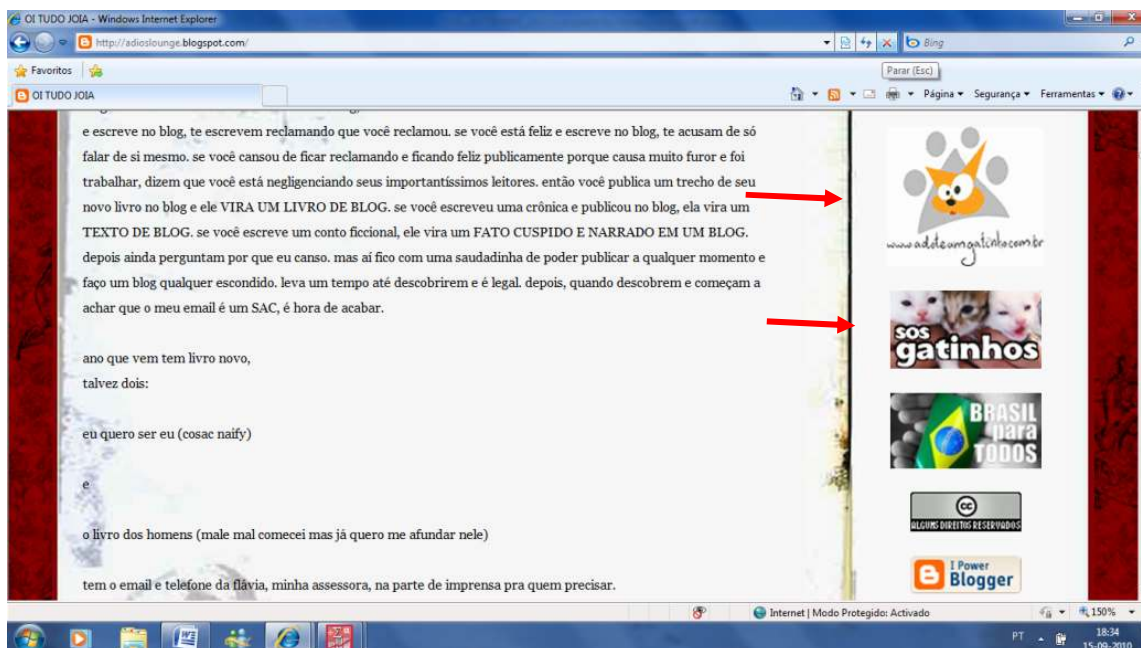 OI TUDO JOIA - Windows Internet Explorer
http://adioslounge.blogspot.com/
Bing
Favoritos
Parar (Esc)
OI TUDO JOIA
Página
Segurança
Ferramentas
e escreve no blog, te escrevem reclamando que você reclamou. se você está feliz e escreve no blog, te acusam de só
falar de si mesmo. se você cansou de ficar reclamando e ficando feliz publicamente porque causa muito furor e foi
trabalhar, dizem que você está negligenciando seus importantíssimos leitores. então você publica um trecho de seu
novo livro no blog e ele VIRA UM LIVRO DE BLOG. se você escreveu uma crônica e publicou no blog, ela vira um
TEXTO DE BLOG. se você escreve um conto ficcional, ele vira um FATO CUSPIDO E NARRADO EM UM BLOG.
depois ainda perguntam por que eu canso. mas aí fico com uma saudadinha de poder publicar a qualquer momento e
faço um blog qualquer escondido. leva um tempo até descobrirem e é legal. depois, quando descobrem e começam a
achar que o meu email é um SAC, é hora de acabar.
ano que vem tem livro novo,
talvez dois:
eu quero ser eu (cosac naify)
e
o livro dos homens (male mal comecei mas já quero me afundar nele)
tem o email e telefone da flávia, minha assessora, na parte de imprensa pra quem precisar.
www.adoteumgatinho.com.br
sos
gatinhos
BRASIL
para
TODOS
cc
ALGUNS DIREITOS RESERVADOS
I Power
Blogger
Internet | Modo Protegido: Activado
150%
PT
18:34
15-09-2010